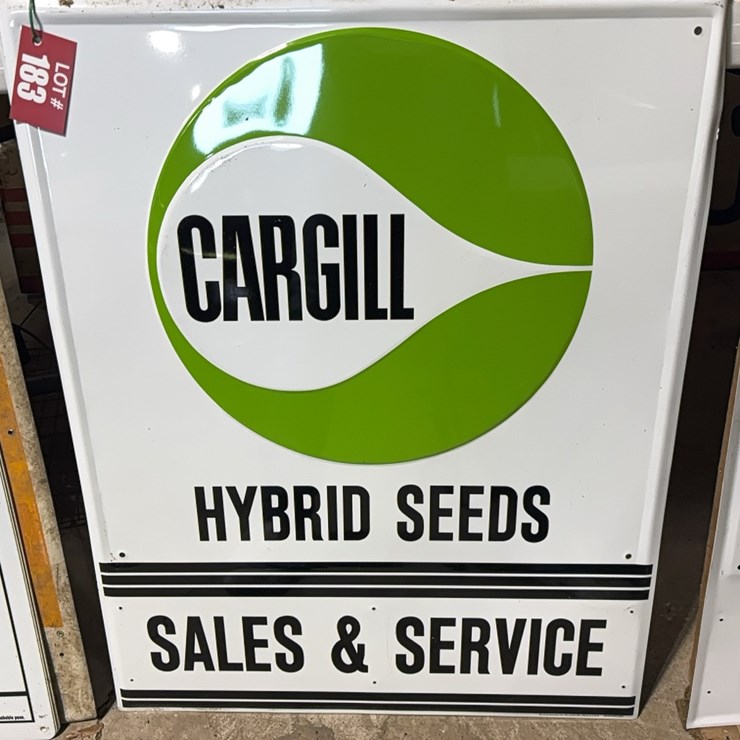 LOT #
183
CARGILL
HYBRID SEEDS
SALES & SERVICE